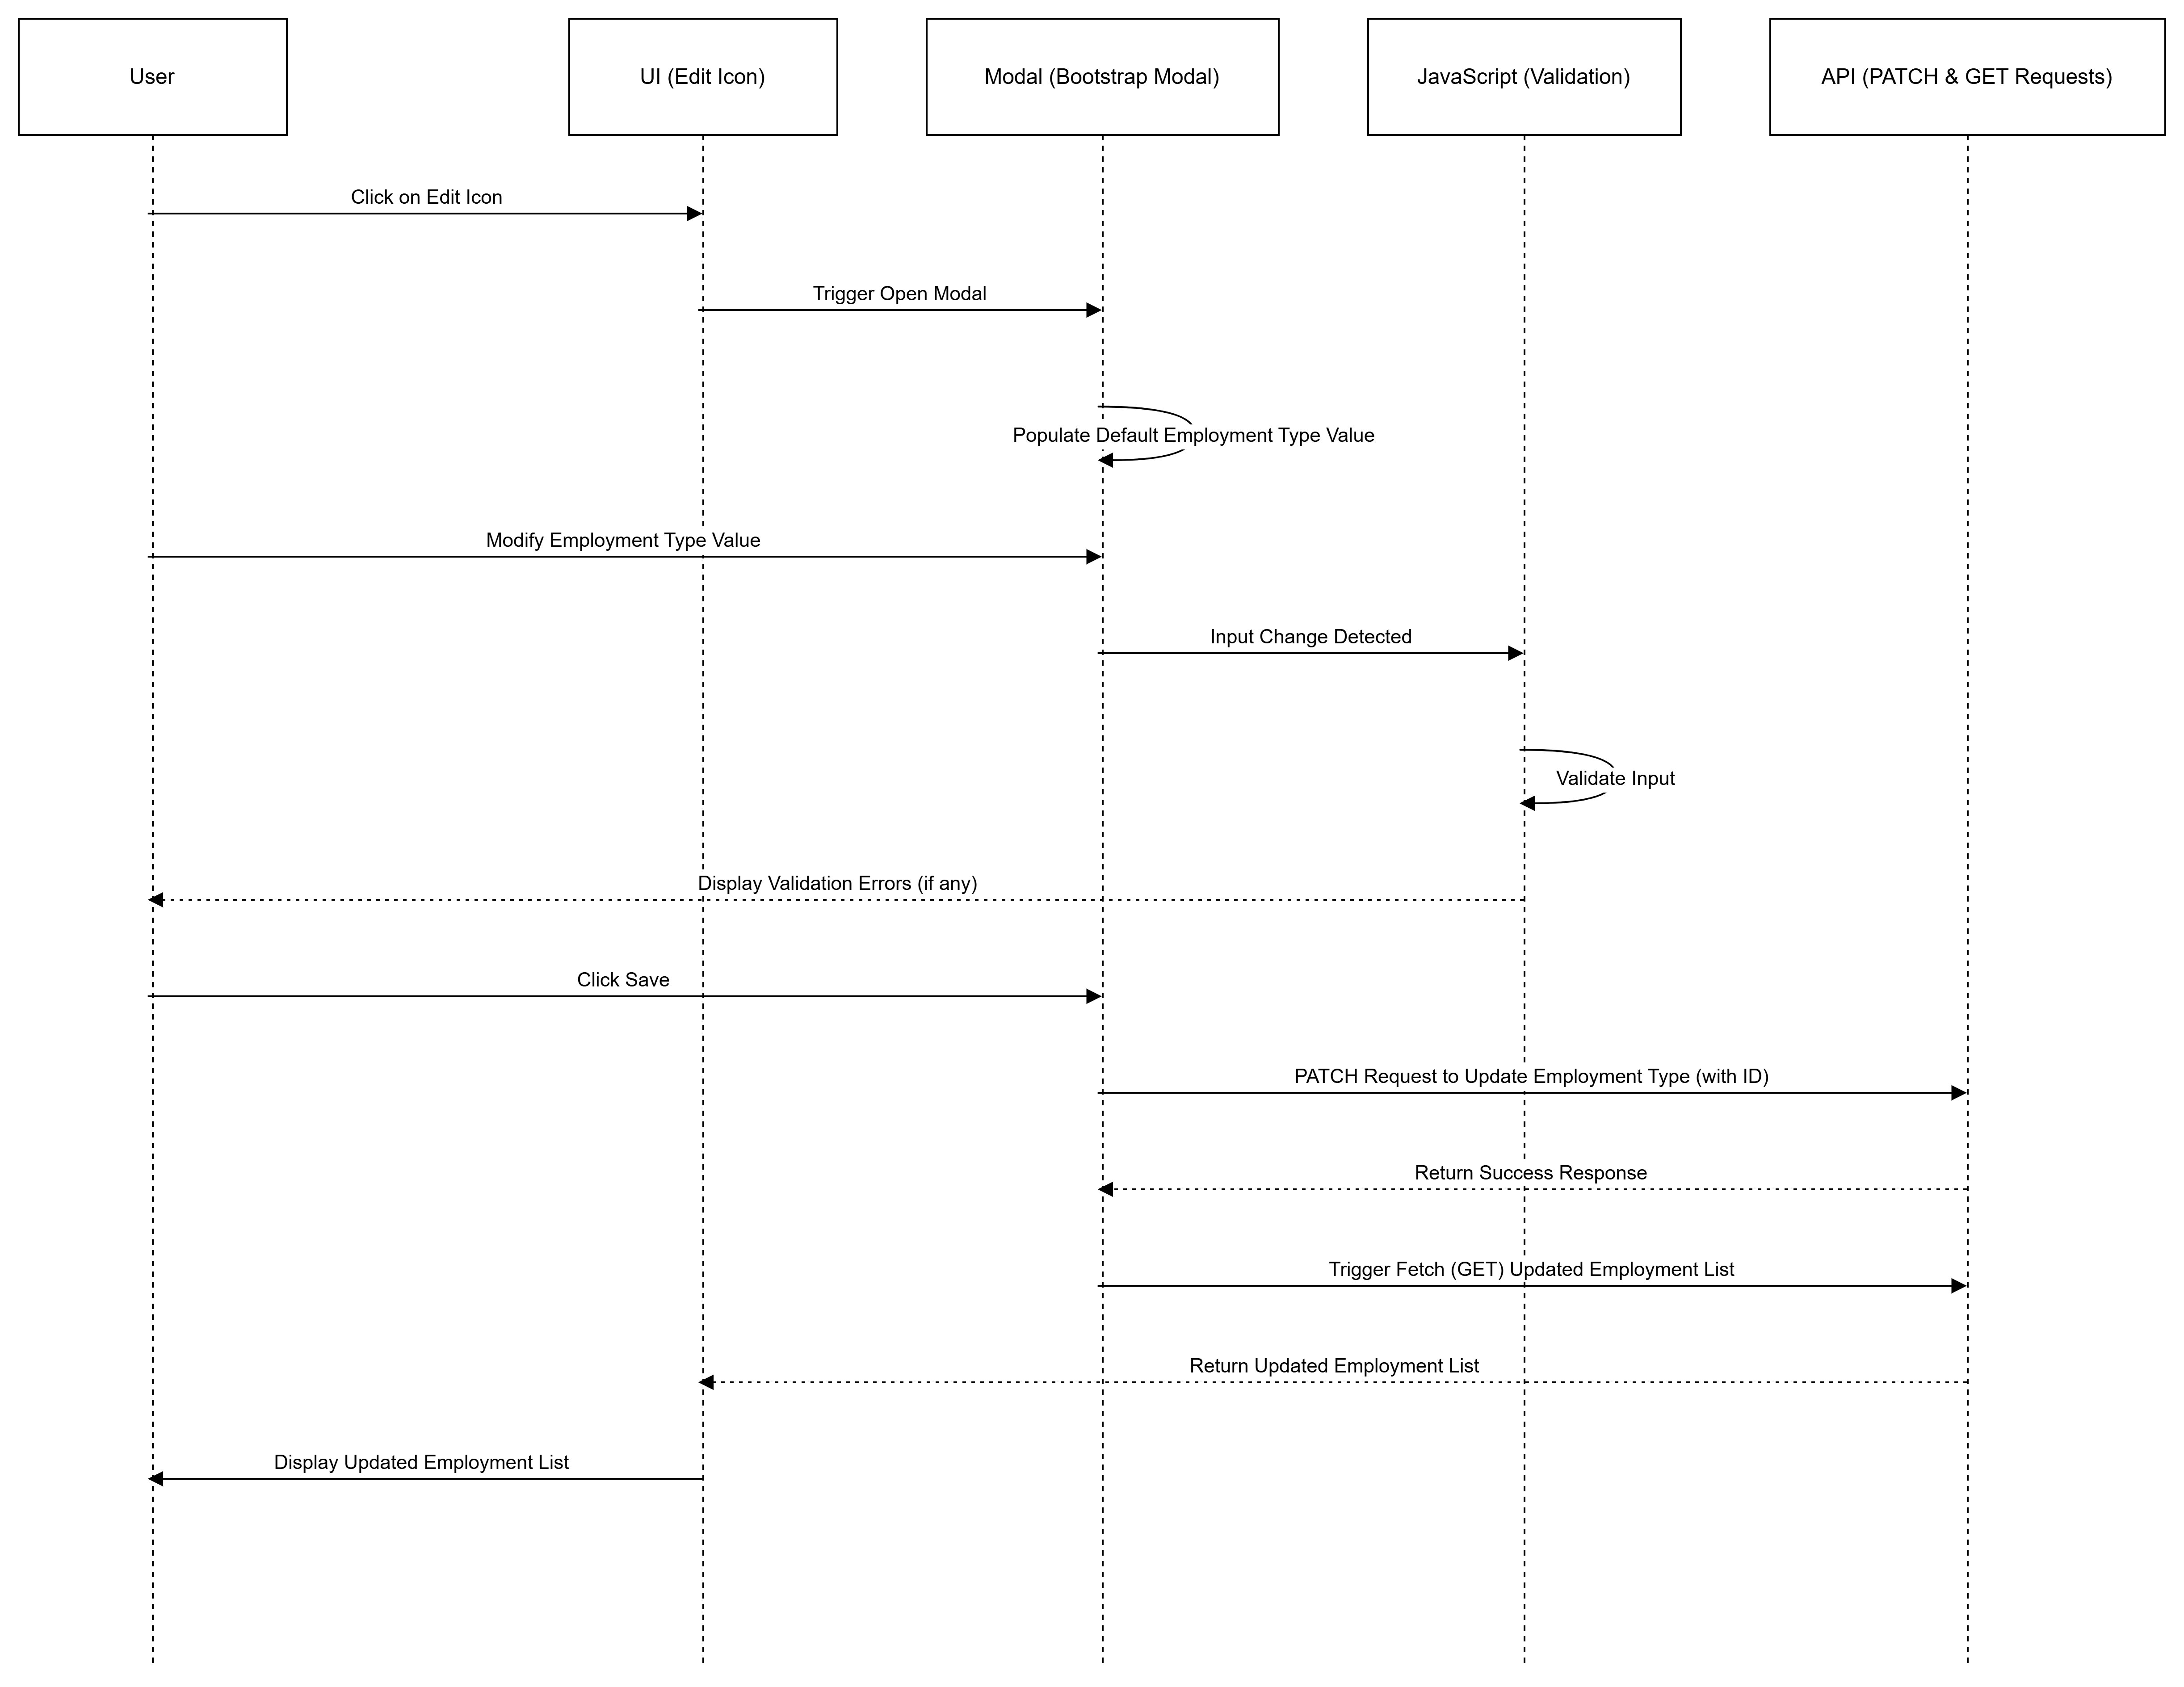 User
UI (Edit Icon)
Modal (Bootstrap Modal)
JavaScript (Validation)
API (PATCH & GET Requests)
Click on Edit Icon
Trigger Open Modal
Populate Default Employment Type Value
Modify Employment Type Value
Input Change Detected
Validate Input
Display Validation Errors (if any)
Click Save
PATCH Request to Update Employment Type (with ID)
Return Success Response
Trigger Fetch (GET) Updated Employment List
Return Updated Employment List
Display Updated Employment List